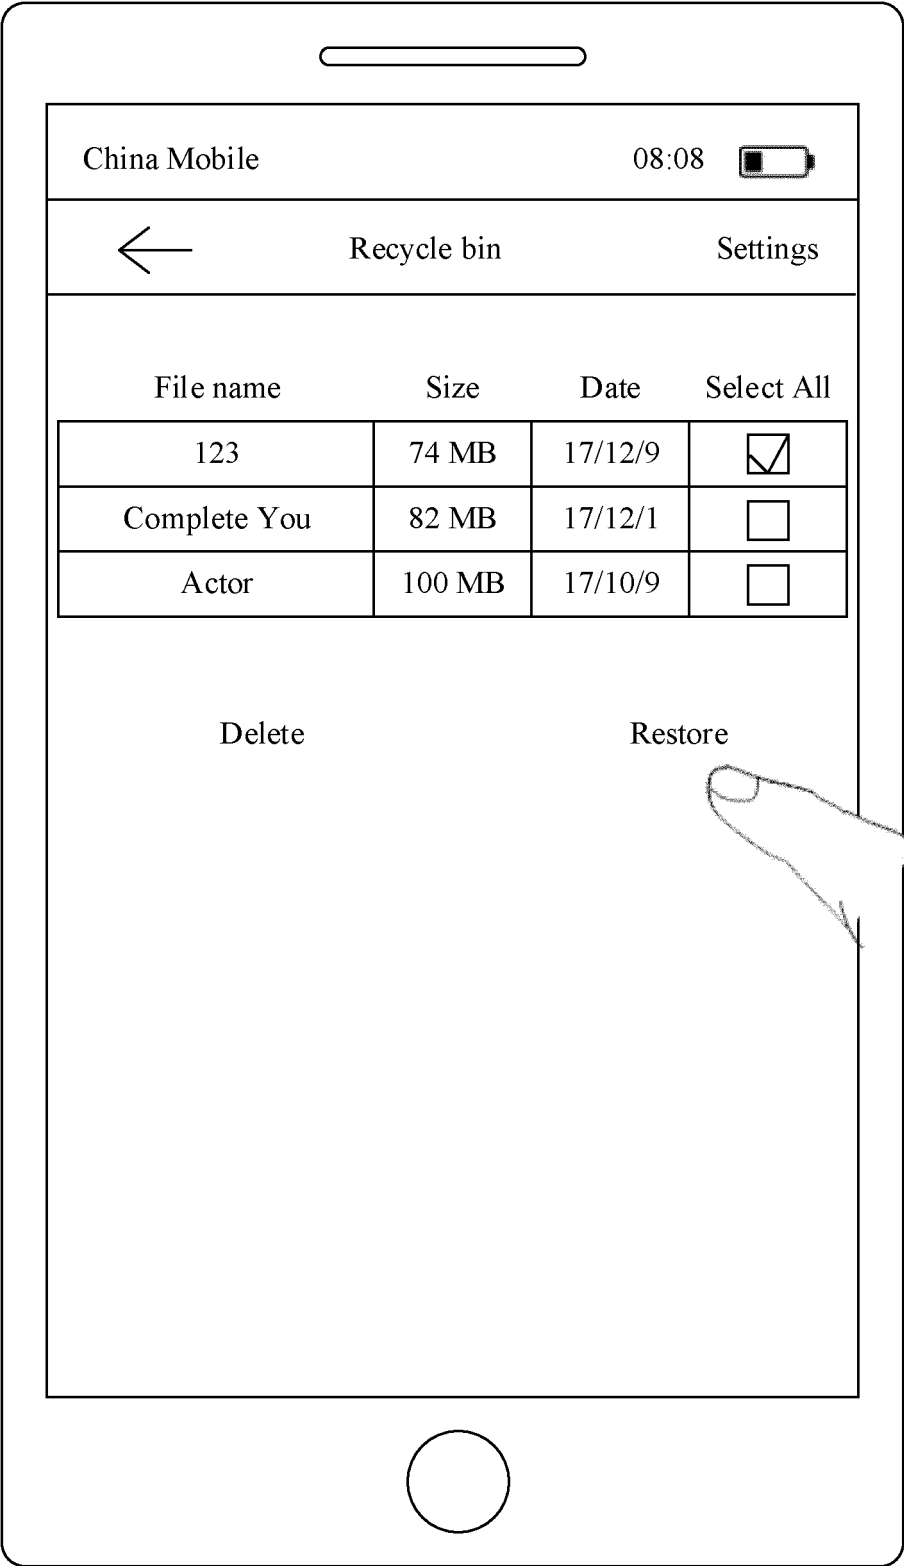 China Mobile 08:08
Recycle bin Settings
File name Size Date Select All
123 74 MB 17/12/9
Complete You 82 MB 17/12/1
Actor 100 MB 17/10/9
Delete Restore